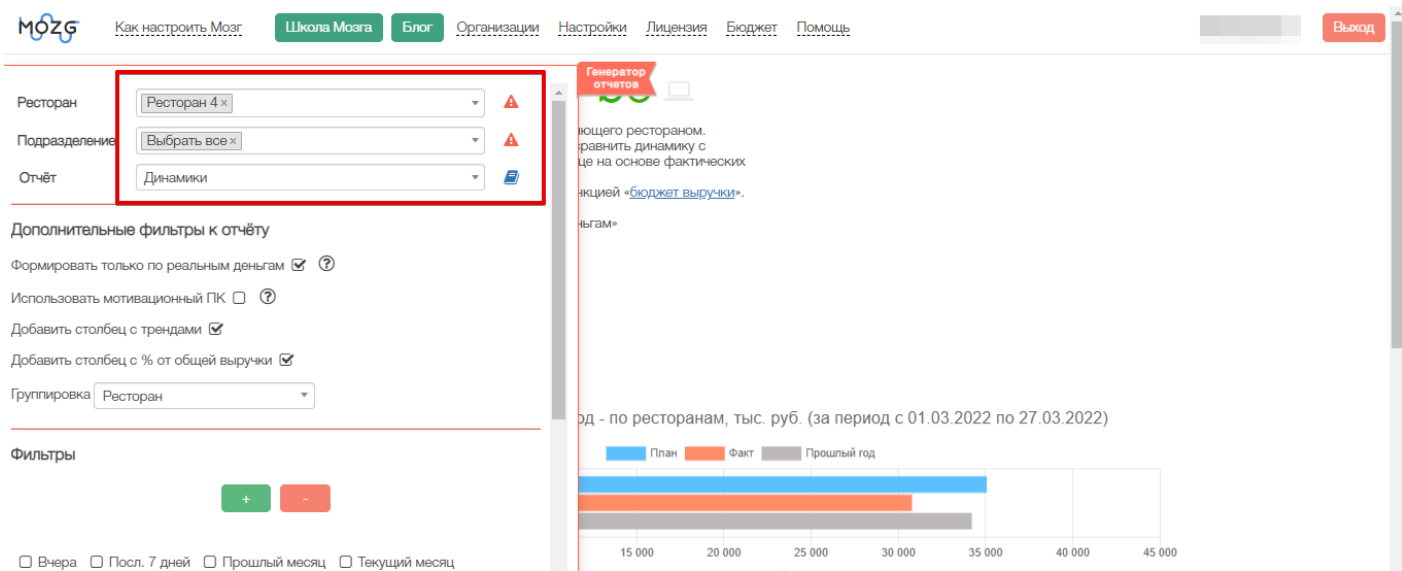 MOZG Как настроить Мозг Школа Мозга Блог Организации Настройки Лицензия Бюджет Помощь Выход
Генератор
отчетов
Ресторан Ресторан 4 ×
Подразделение Выбрать все ×
Отчёт Динамики
ющего рестораном.
равнить динамику с
це на основе фактических
нкцией «бюджет выручки».
ньгам»
Дополнительные фильтры к отчёту
Формировать только по реальным деньгам ?
Использовать мотивационный ПК ?
Добавить столбец с трендами
Добавить столбец с % от общей выручки
Группировка Ресторан
Фильтры
+ -
Вчера Посл. 7 дней Прошлый месяц Текущий месяц
од - по ресторанам, тыс. руб. (за период с 01.03.2022 по 27.03.2022)
План Факт Прошлый год
15 000 20 000 25 000 30 000 35 000 40 000 45 000